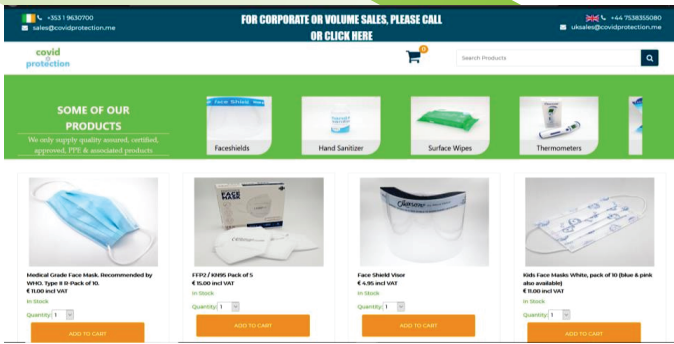 +353 1 9630700
sales@covidprotection.me
FOR CORPORATE OR VOLUME SALES, PLEASE CALL
OR CLICK HERE
+44 7538355080
uksales@covidprotection.me
covid
protection
0
Search Products
SOME OF OUR
PRODUCTS
We only supply quality assured, certified,
approved, PPE & associated products
Face Shield
Faceshields
Hand Sanitizer
Surface Wipes
Thermometers
FACE
MASK
Medical Grade Face Mask. Recommended by
WHO. Type II R-Pack of 10.
€ 11.00 incl VAT
In Stock
Quantity: 1
ADD TO CART
FFP2 / KN95 Pack of 5
€ 15.00 incl VAT
In Stock
Quantity: 1
ADD TO CART
Face Shield Visor
€ 4.95 incl VAT
In Stock
Quantity: 1
ADD TO CART
Kids Face Masks White, pack of 10 (blue & pink
also available)
€ 11.00 incl VAT
In Stock
Quantity: 1
ADD TO CART